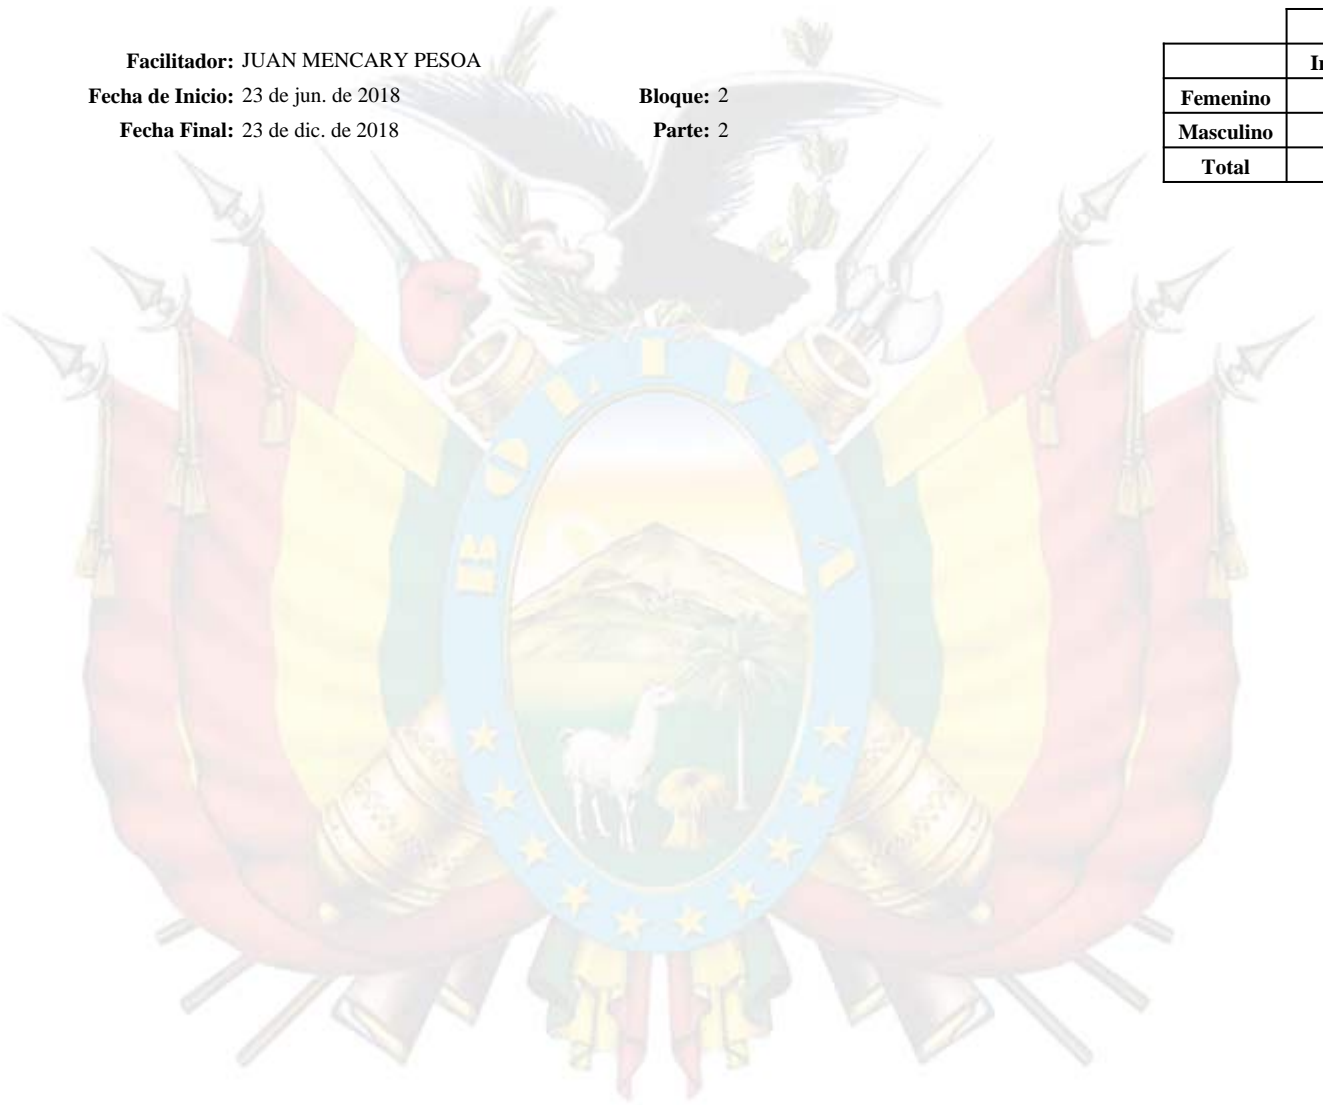 Facilitador: JUAN MENCARY PESOA
Fecha de Inicio: 23 de jun. de 2018 Bloque: 2
Fecha Final: 23 de dic. de 2018 Parte: 2
Femenino
Masculino
Total
BOLIVIA